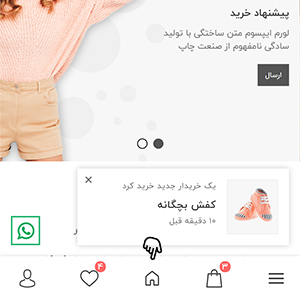 پیشنهاد خرید
لورم ایپسوم متن ساختگی با تولید
سادگی نامفهوم از صنعت چاپ
ارسال
یک خریدار جدید خرید کرد
کفش بچگانه
۱۰ دقیقه قبل
۴
۳